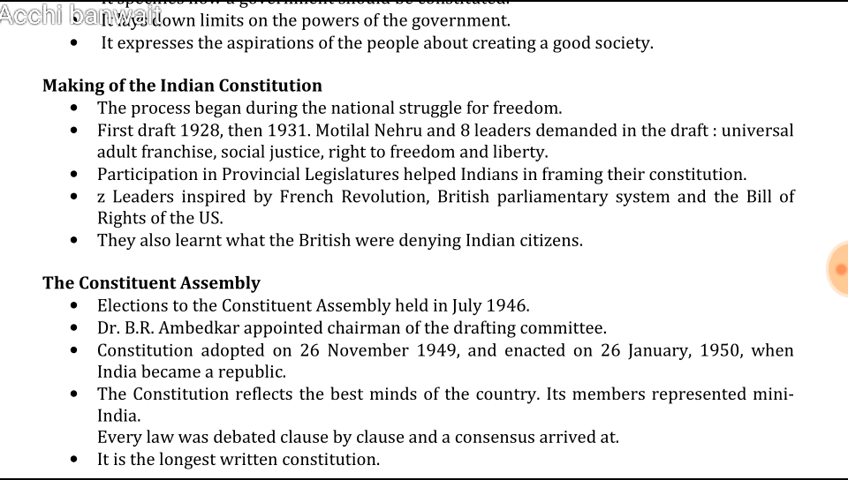 Acchi banwalt
down limits on the powers of the government.
• It expresses the aspirations of the people about creating a good society.
Making of the Indian Constitution
• The process began during the national struggle for freedom.
• First draft 1928, then 1931. Motilal Nehru and 8 leaders demanded in the draft : universal
adult franchise, social justice, right to freedom and liberty.
• Participation in Provincial Legislatures helped Indians in framing their constitution.
• z Leaders inspired by French Revolution, British parliamentary system and the Bill of
Rights of the US.
• They also learnt what the British were denying Indian citizens.
The Constituent Assembly
• Elections to the Constituent Assembly held in July 1946.
• Dr. B.R. Ambedkar appointed chairman of the drafting committee.
• Constitution adopted on 26 November 1949, and enacted on 26 January, 1950, when
India became a republic.
• The Constitution reflects the best minds of the country. Its members represented mini-
India.
Every law was debated clause by clause and a consensus arrived at.
• It is the longest written constitution.